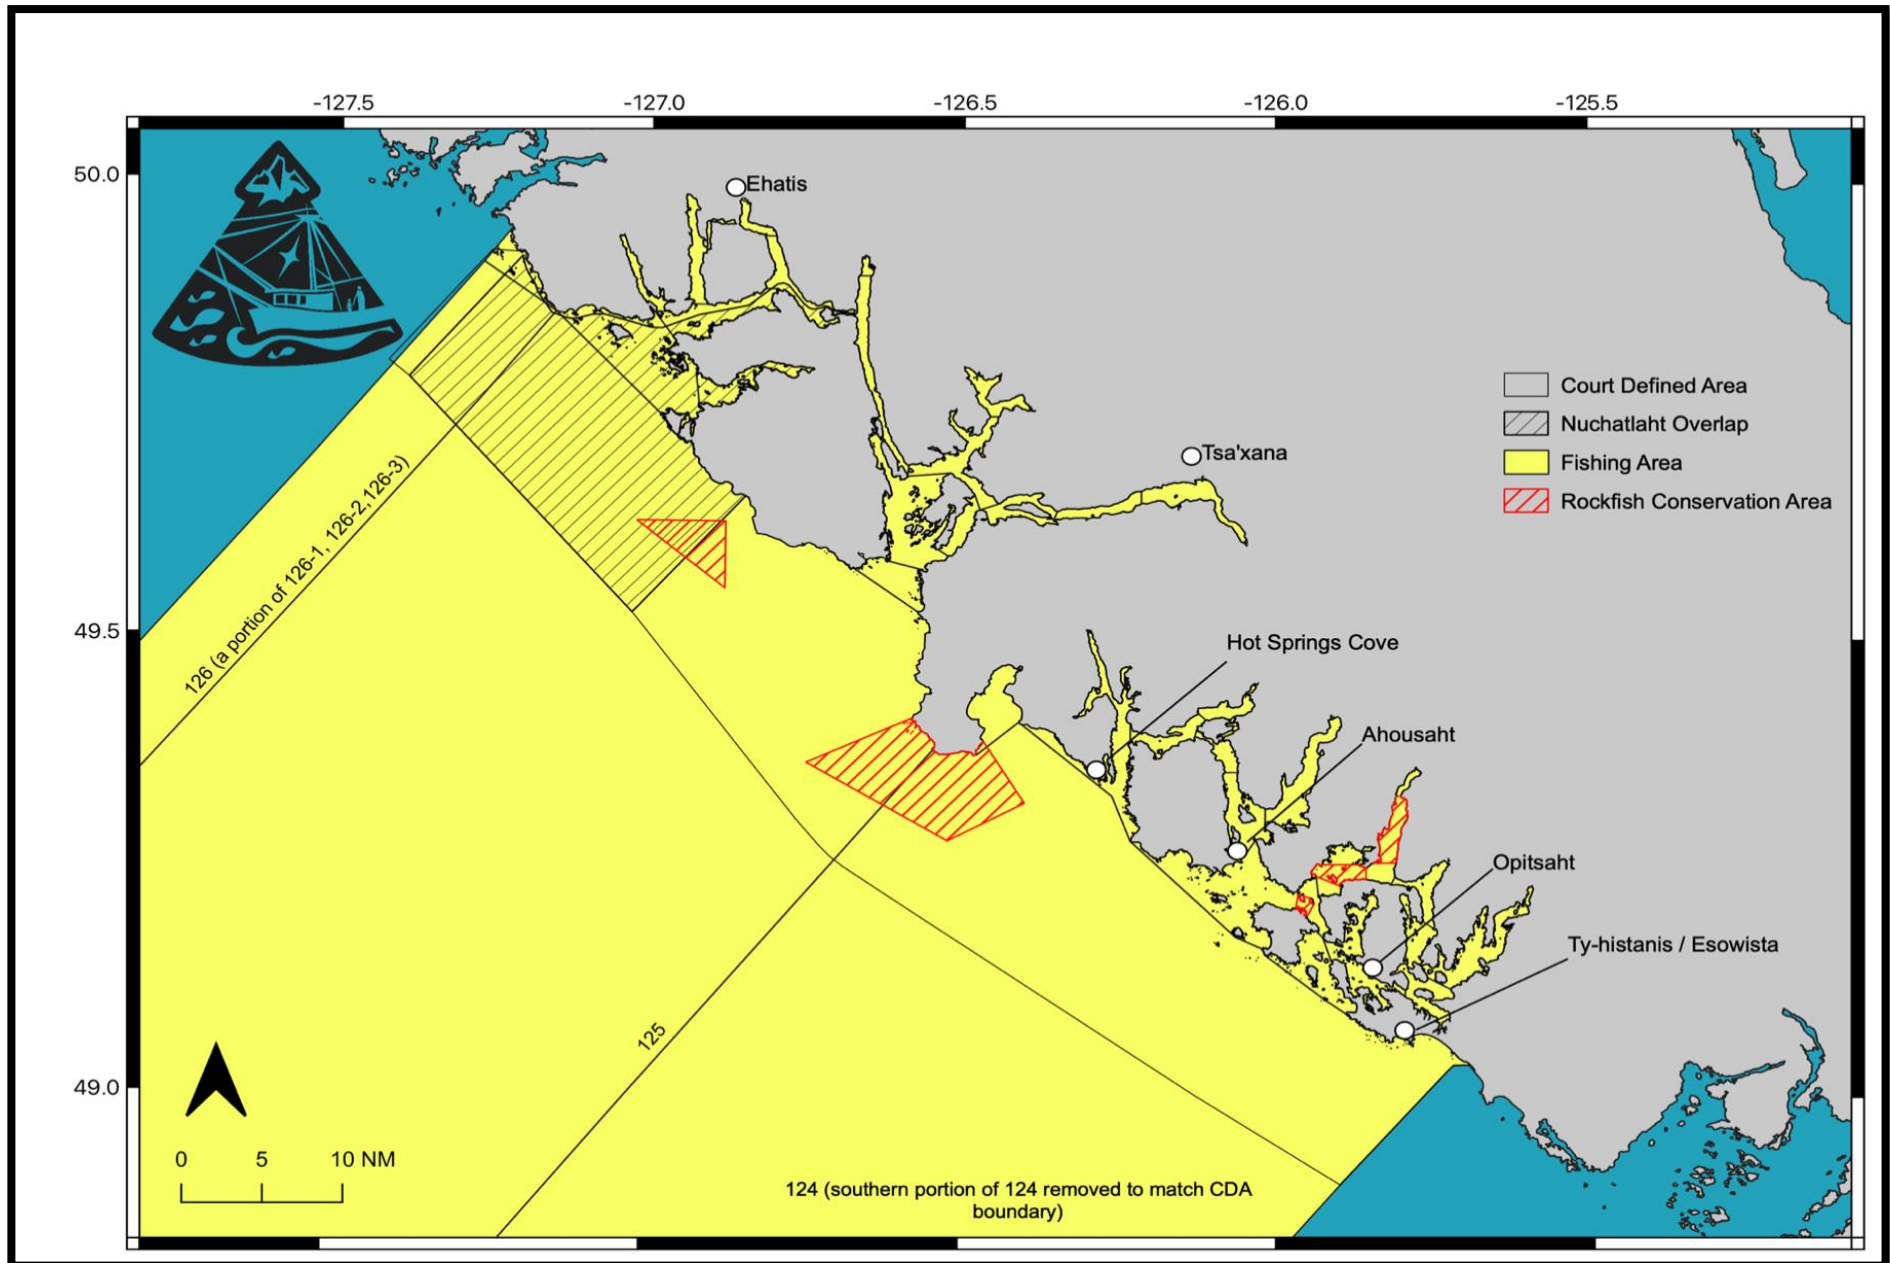 -127.5
-127.0
-126.5
-126.0
-125.5
50.0
Ehatis
Court Defined Area
Nuchatlaht Overlap
Tsa'xana
Fishing Area
Rockfish Conservation Area
126 (a portion of 126-1, 126-2,126-3)
49.5
Hot Springs Cove
Ahousaht
Opitsaht
Ty-histanis / Esowista
125
49.0
0 5 10 NM
124 (southern portion of 124 removed to match CDA
boundary)